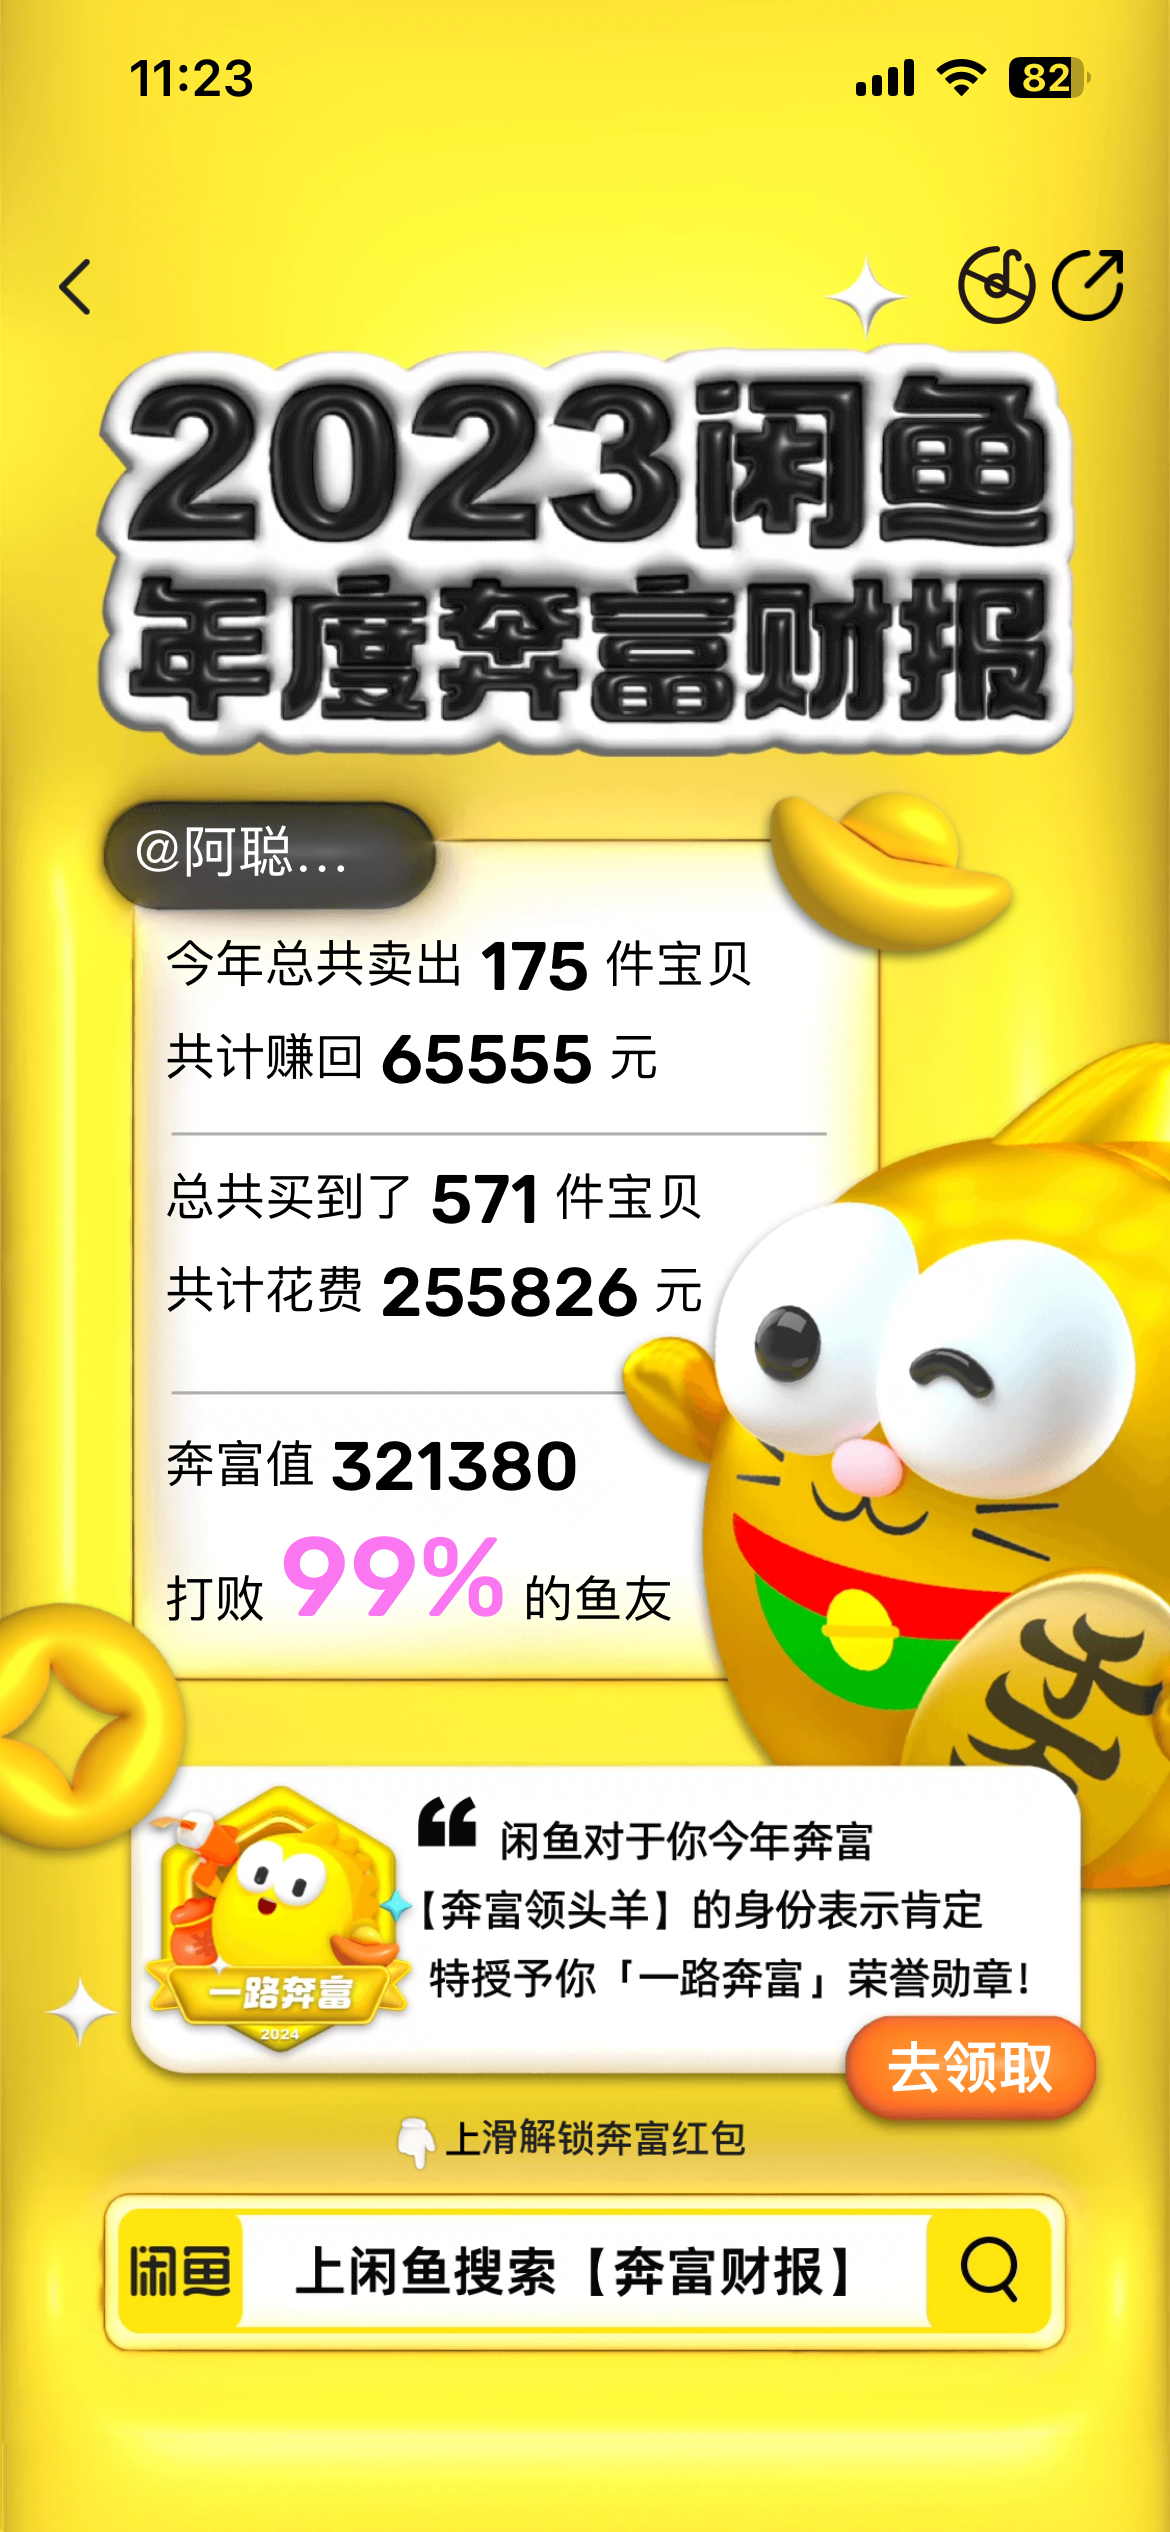 11:23
82
2023闲鱼
年度奔富财报
@阿聪...
今年总共卖出 175 件宝贝
共计赚回 65555 元
总共买到了 571 件宝贝
共计花费 255826 元
奔富值 321380
打败 99% 的鱼友
“ 闲鱼对于你今年奔富
【奔富领头羊】的身份表示肯定
特授予你「一路奔富」荣誉勋章!
一路奔富
2024
去领取
👇上滑解锁奔富红包
闲鱼 上闲鱼搜索【奔富财报】